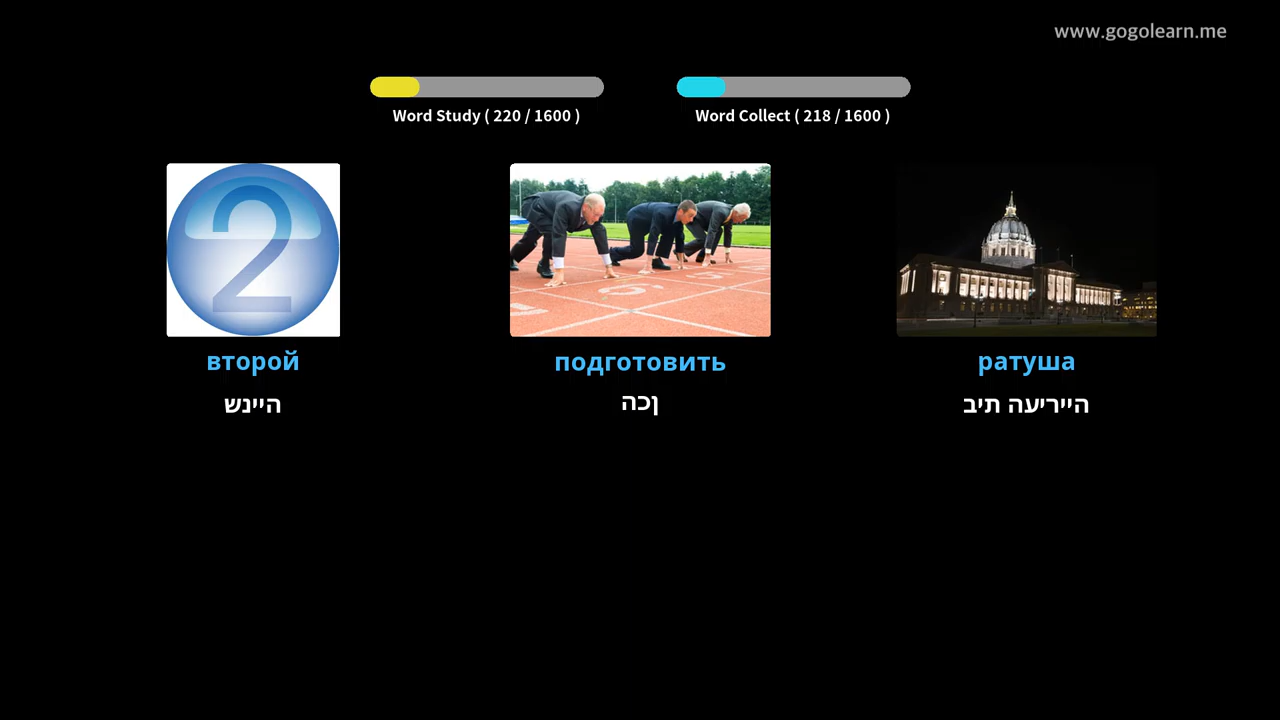 www.gogolearn.me
Word Study ( 220 / 1600 )
Word Collect ( 218 / 1600 )
второй
היינש
подготовить
ןכה
ратуша
הייריעה תיב